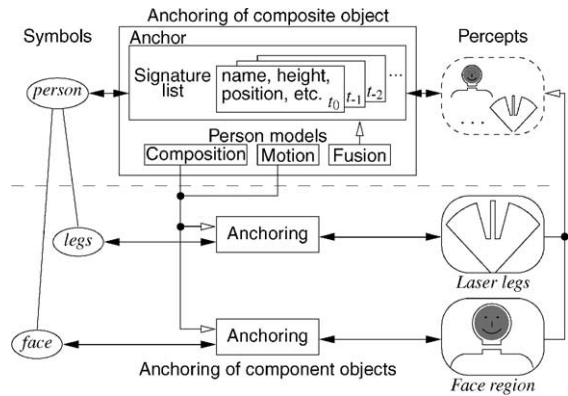 Anchoring of composite object
Symbols
Percepts
Anchor
Signature
list
name, height,
position, etc.
t0
t-1
t-2
...
person
. . .
Person models
Composition
Motion
Fusion
legs
Anchoring
Laser legs
face
Anchoring
Anchoring of component objects
Face region